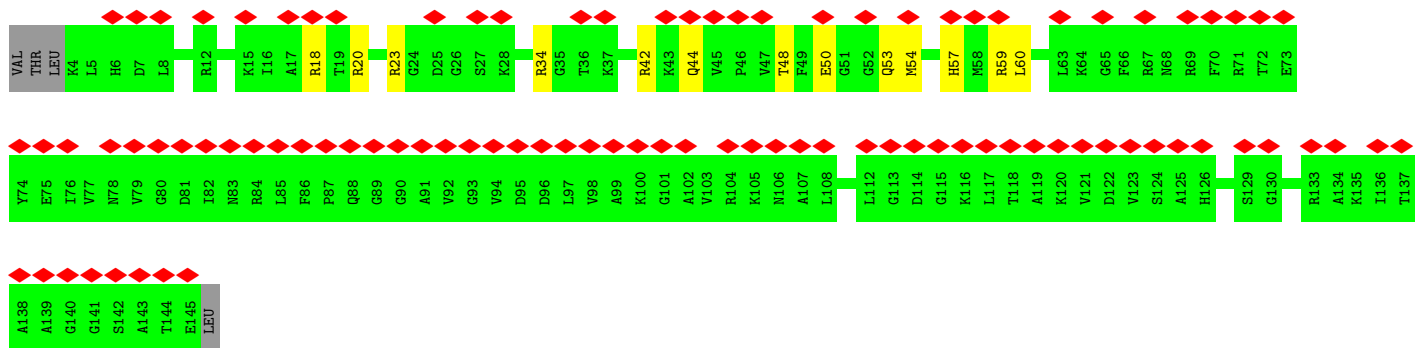 VAL THR LEU K4 L5 H6 D7 L8 R12 K15 I16 A17 R18 T19 R20 R23 G24 D25 G26 S27 K28 R34 G35 T36 K37 R42 K43 Q44 V45 P46 V47 T48 F49 E50 G51 G52 Q53 M54 H57 M58 R59 L60 L63 K64 G65 F66 R67 N68 R69 F70 R71 T72 E73
Y74 E75 I76 V77 N78 V79 G80 D81 I82 N83 R84 L85 F86 P87 Q88 G89 G90 A91 V92 G93 V94 D95 D96 L97 V98 A99 K100 G101 A102 V103 R104 K105 N106 A107 L108 L112 G113 D114 G115 K116 L117 T118 A119 K120 V121 D122 V123 S124 A125 H126 S129 G130 R133 A134 K135 I136 T137
A138 A139 G140 G141 S142 A143 T144 E145 LEU